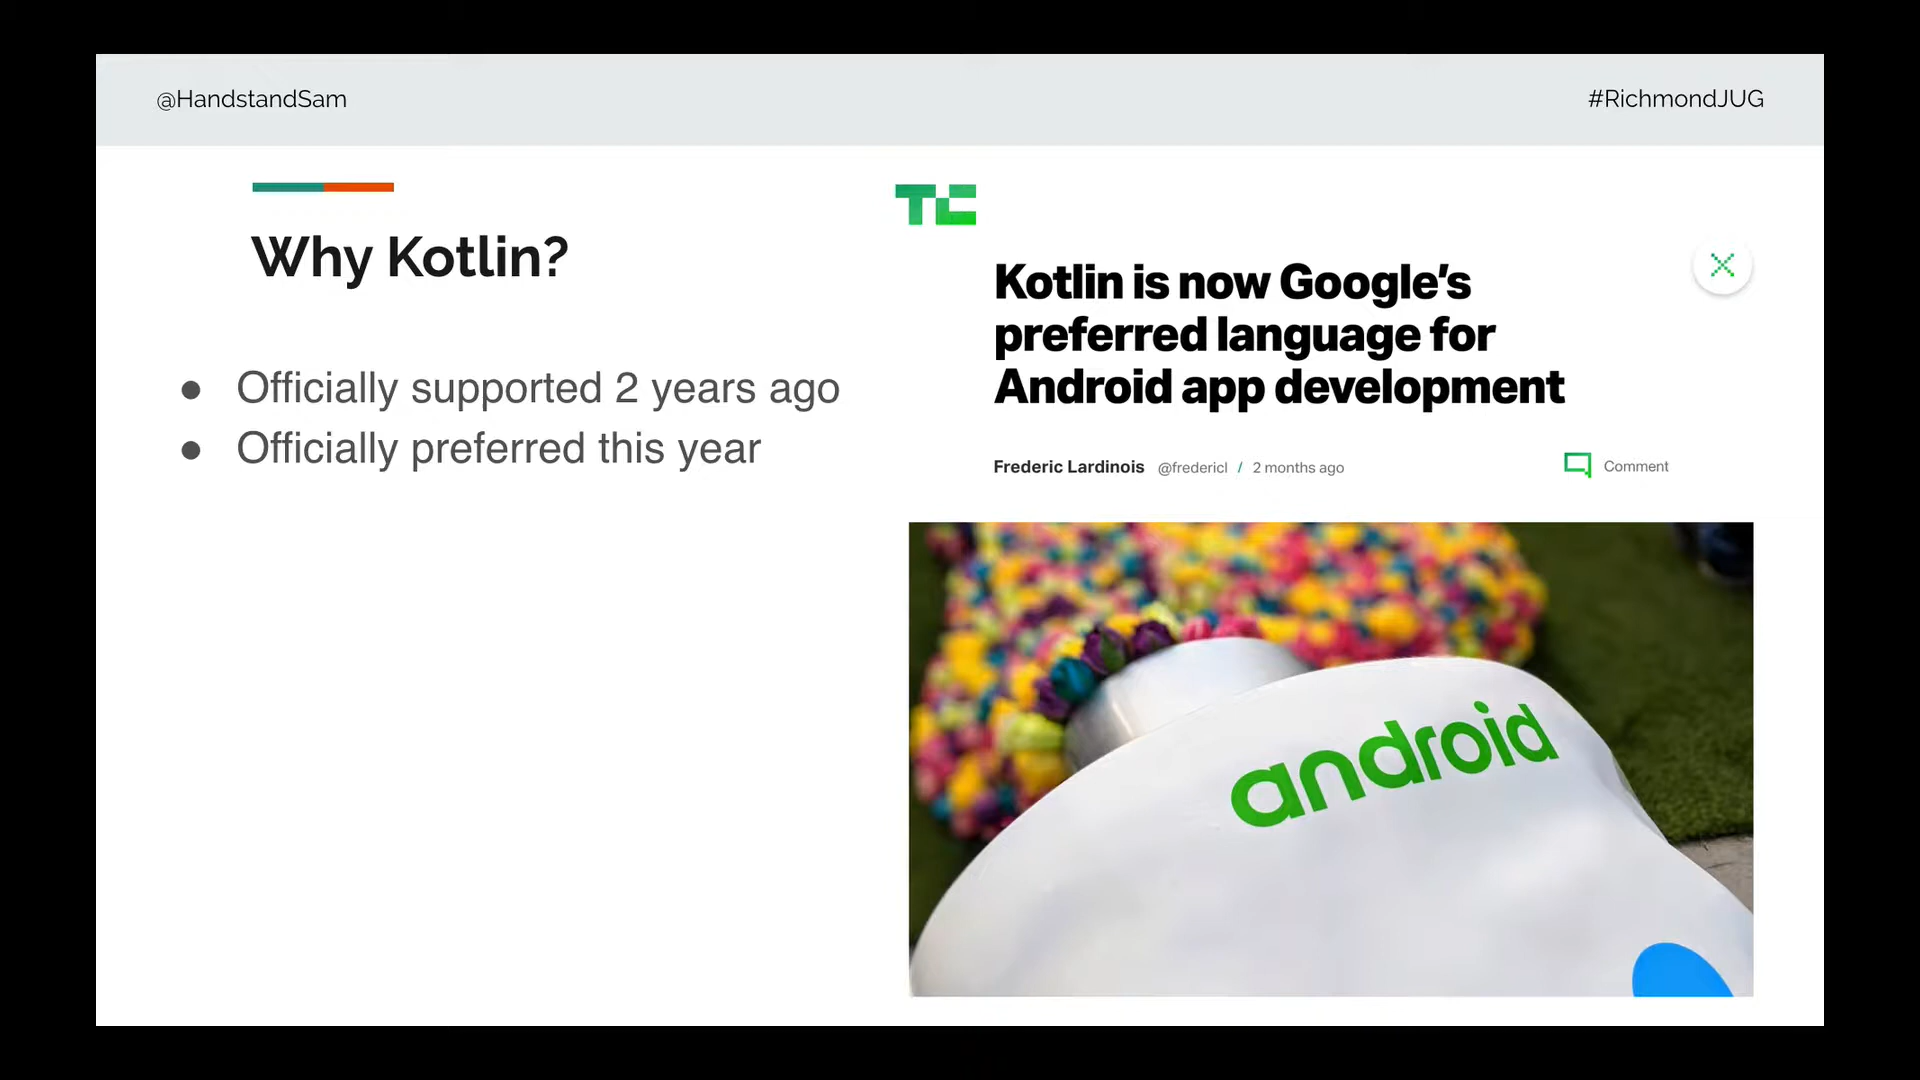 @HandstandSam
#RichmondJUG
Why Kotlin?
● Officially supported 2 years ago
● Officially preferred this year
TC
Kotlin is now Google’s
preferred language for
Android app development
Frederic Lardinois @fredericl / 2 months ago
Comment
android